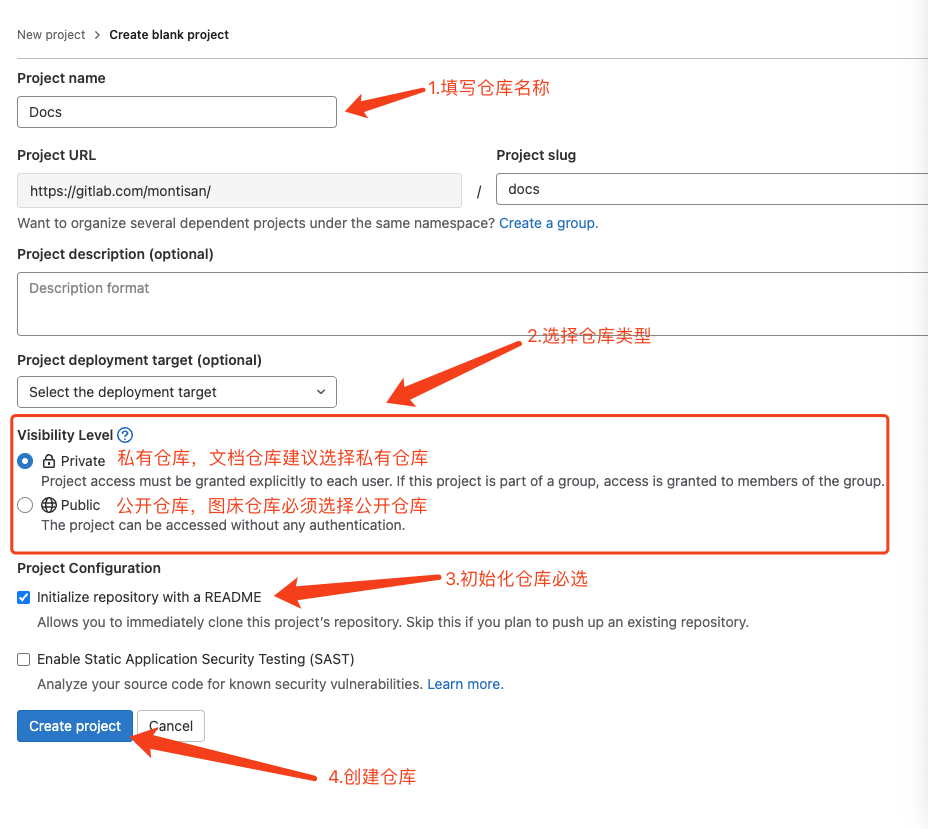 New project > Create blank project
Project name
1.填写仓库名称
Docs
Project URL
Project slug
https://gitlab.com/montisan/
/
docs
Want to organize several dependent projects under the same namespace? Create a group.
Project description (optional)
Description format
2.选择仓库类型
Project deployment target (optional)
Select the deployment target
Visibility Level
Private 私有仓库，文档仓库建议选择私有仓库
Project access must be granted explicitly to each user. If this project is part of a group, access is granted to members of the group.
Public 公开仓库，图床仓库必须选择公开仓库
The project can be accessed without any authentication.
Project Configuration
3.初始化仓库必选
Initialize repository with a README
Allows you to immediately clone this project's repository. Skip this if you plan to push up an existing repository.
Enable Static Application Security Testing (SAST)
Analyze your source code for known security vulnerabilities. Learn more.
Create project
Cancel
4.创建仓库